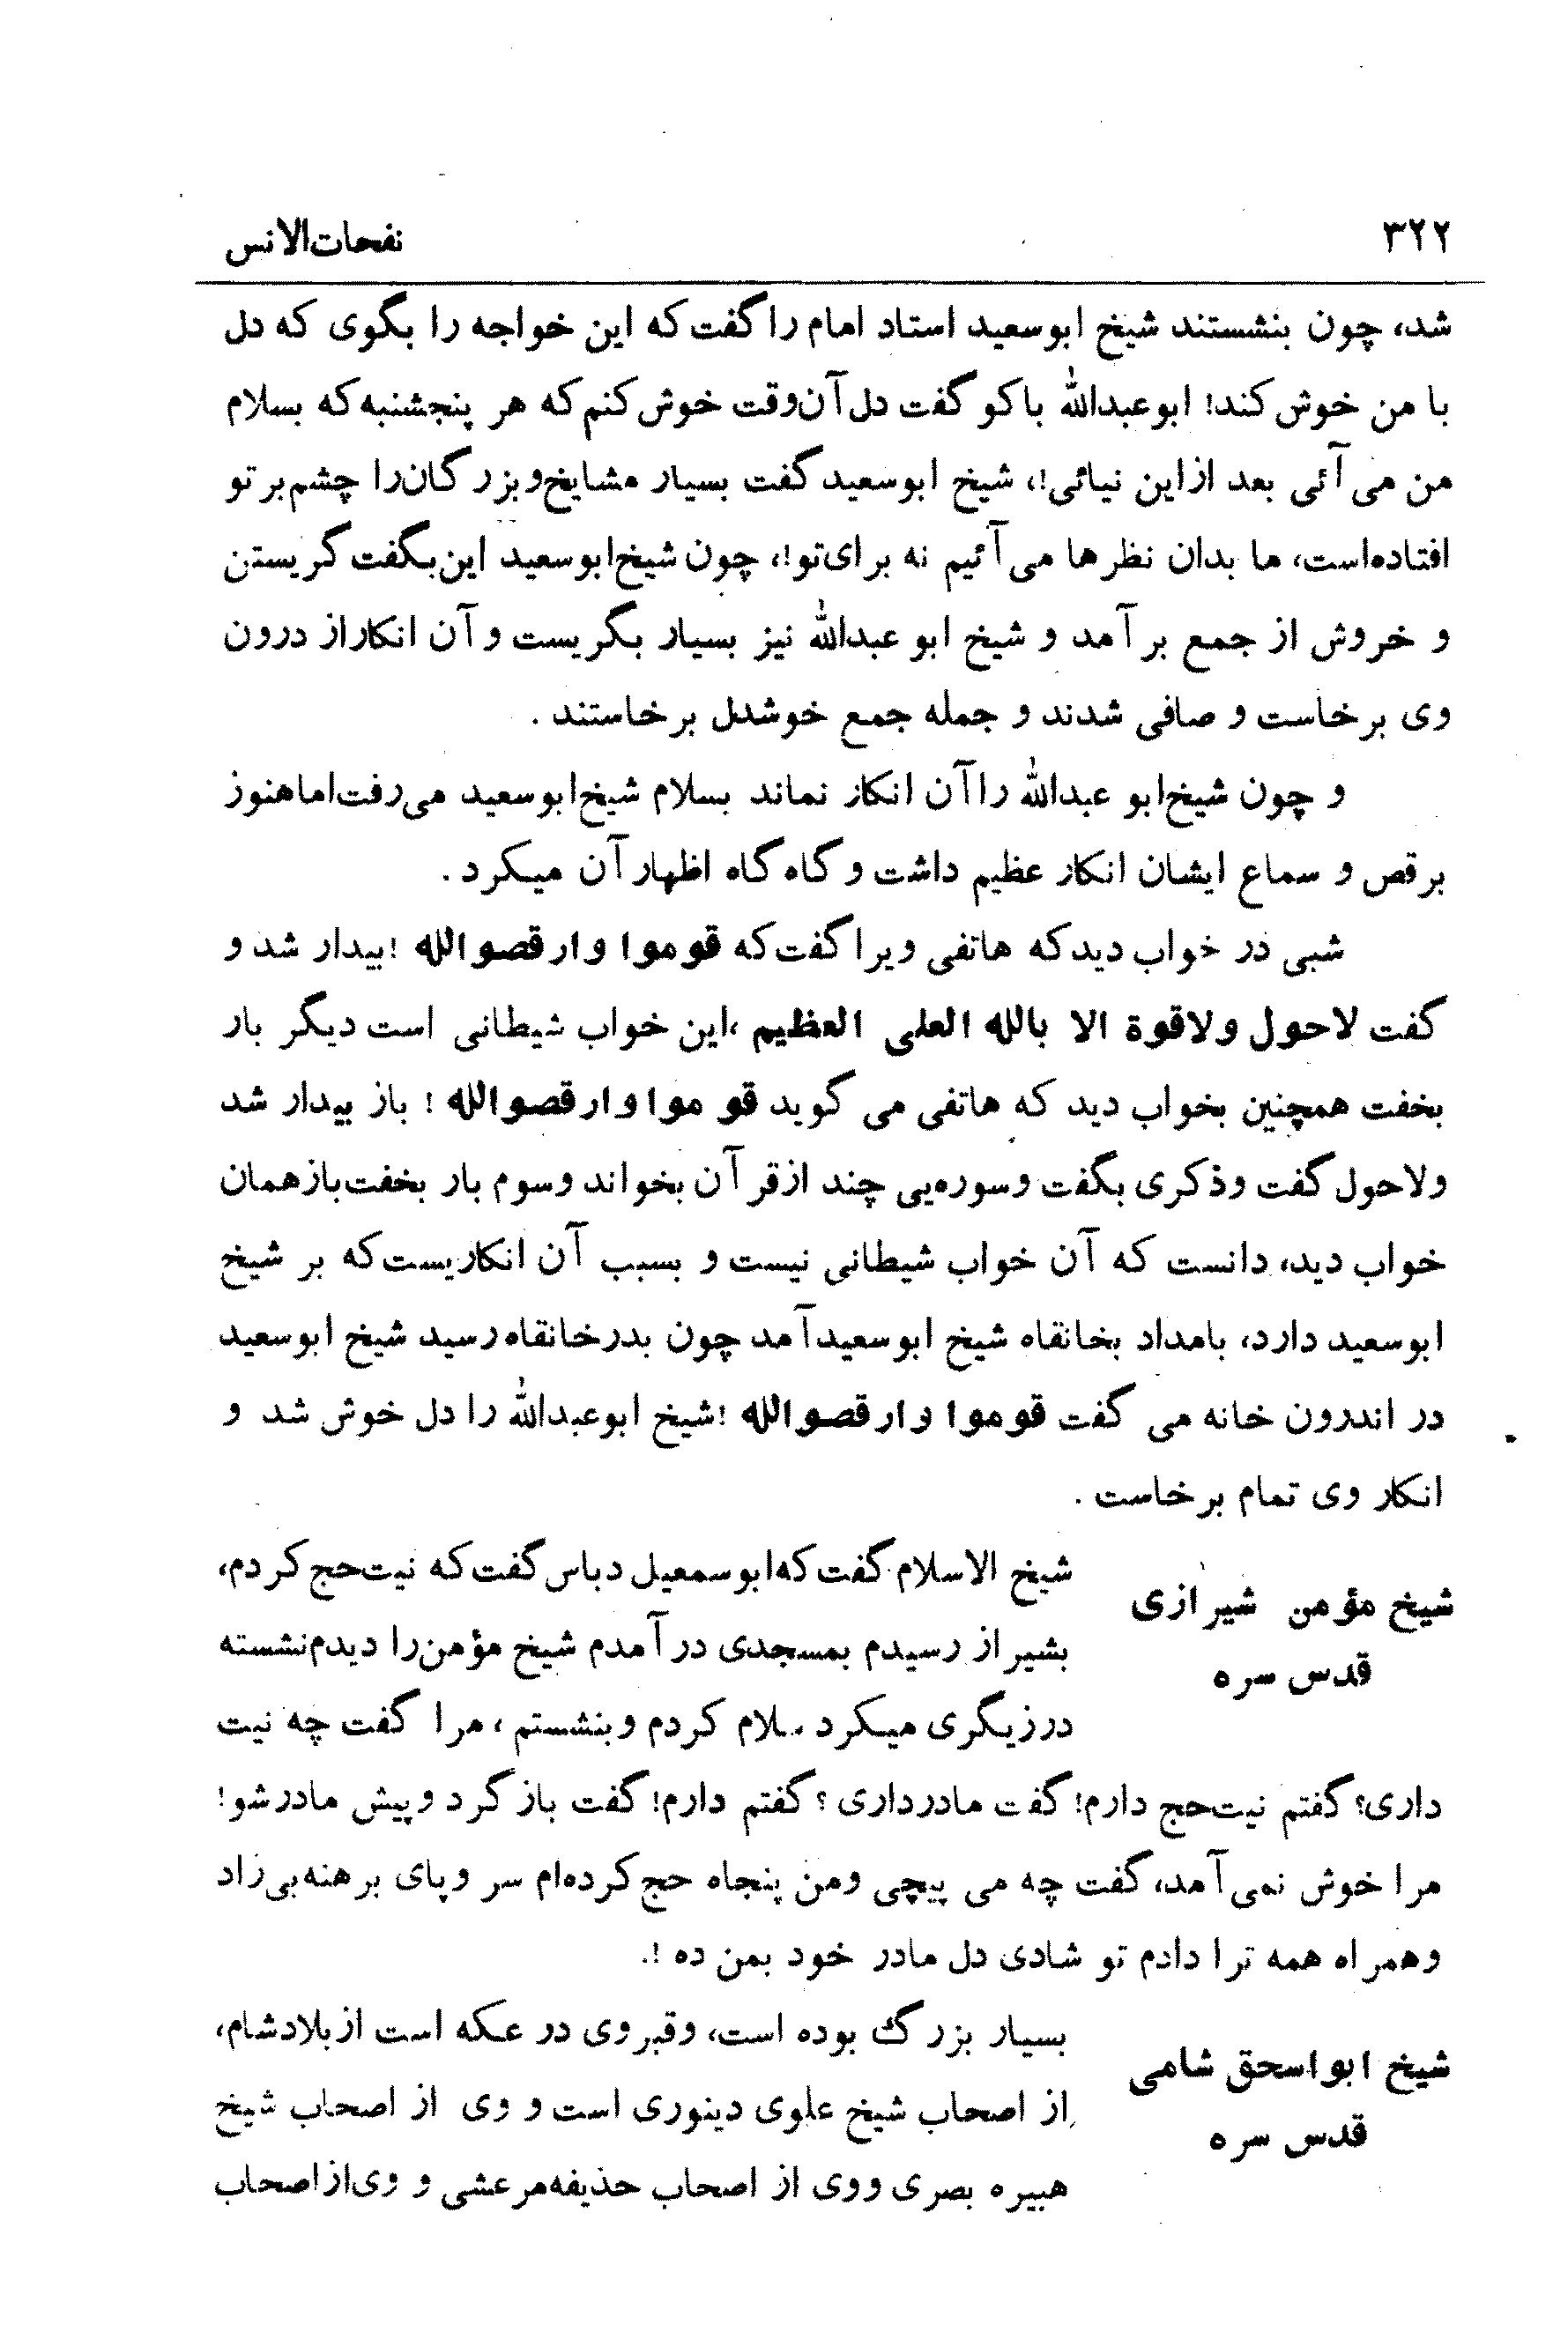 ۳۲۲
نفحات‌الانس
شد، چون بنشستند شیخ ابوسعید استاد امام را گفت که این خواجه را بگوی که دل
با من خوش کند! ابوعبدالله باکو گفت دل آن‌وقت خوش کنم که هر پنجشنبه که بسلام
من می آئی بعد ازاین نیائی!، شیخ ابوسعید گفت بسیار مشایخ‌وبزرگان‌را چشم‌برتو
افتاده‌است، ما بدان نظرها می‌آئیم نه برای‌تو!، چون شیخ‌ابوسعید این‌بگفت گریستن
و خروش از جمع برآمد و شیخ ابو عبدالله نیز بسیار بگریست و آن انکاراز درون
وی برخاست و صافی شدند و جمله جمع خوشدل برخاستند .
و چون شیخ‌ابو عبدالله راآن انکار نماند بسلام شیخ‌ابوسعید می‌رفت‌اماهنوز
برقص و سماع ایشان انکار عظیم داشت و گاه گاه اظهارآن میکرد .
شبی در خواب دیدکه هاتفی ویراگفت‌که قوموا وارقصوالله !بیدار شد و
گفت لاحول ولاقوة الا بالله العلی العظیم ،این خواب شیطانی است دیگر بار
بخفت همچنین بخواب دید که هاتفی می گوید قو موا وارقصوالله ! باز بیدار شد
ولاحول گفت وذکری بگفت وسوره‌یی چند ازقرآن بخواند وسوم بار بخفت‌بازهمان
خواب دید، دانست که آن خواب شیطانی نیست و بسبب آن انکاریست‌که بر شیخ
ابوسعید دارد، بامداد بخانقاه شیخ ابوسعیدآمد چون بدرخانقاه رسید شیخ ابوسعید
در اندرون خانه می گفت قوموا وارقصوالله !شیخ ابوعبدالله را دل خوش شد و
انکار وی تمام برخاست .
شیخ مؤمن شیرازی
قدس سره
شیخ الاسلام گفت که‌ابوسمعیل دباس گفت‌که نیت‌حج کردم،
بشیراز رسیدم بمسجدی درآمدم شیخ مؤمن‌را دیدم‌نشسته
درزیگری میکرد سلام کردم وبنشستم ، مرا گفت چه نیت
داری؟ گفتم نیت‌حج دارم! گفت مادرداری ؟ گفتم دارم! گفت باز گرد وپیش مادرشو!
مرا خوش نمی‌آمد، گفت چه می پیچی ومن پنجاه حج کرده‌ام سر وپای برهنه بی‌زاد
وهمراه همه ترا دادم تو شادی دل مادر خود بمن ده !.
شیخ ابواسحق شامی
قدس سره
بسیار بزرگ بوده است، وقبروی در عکه است ازبلادشام،
از اصحاب شیخ علوی دینوری است و وی از اصحاب شیخ
هبیره بصری ووی از اصحاب حذیفه‌مرعشی و وی‌ازاصحاب